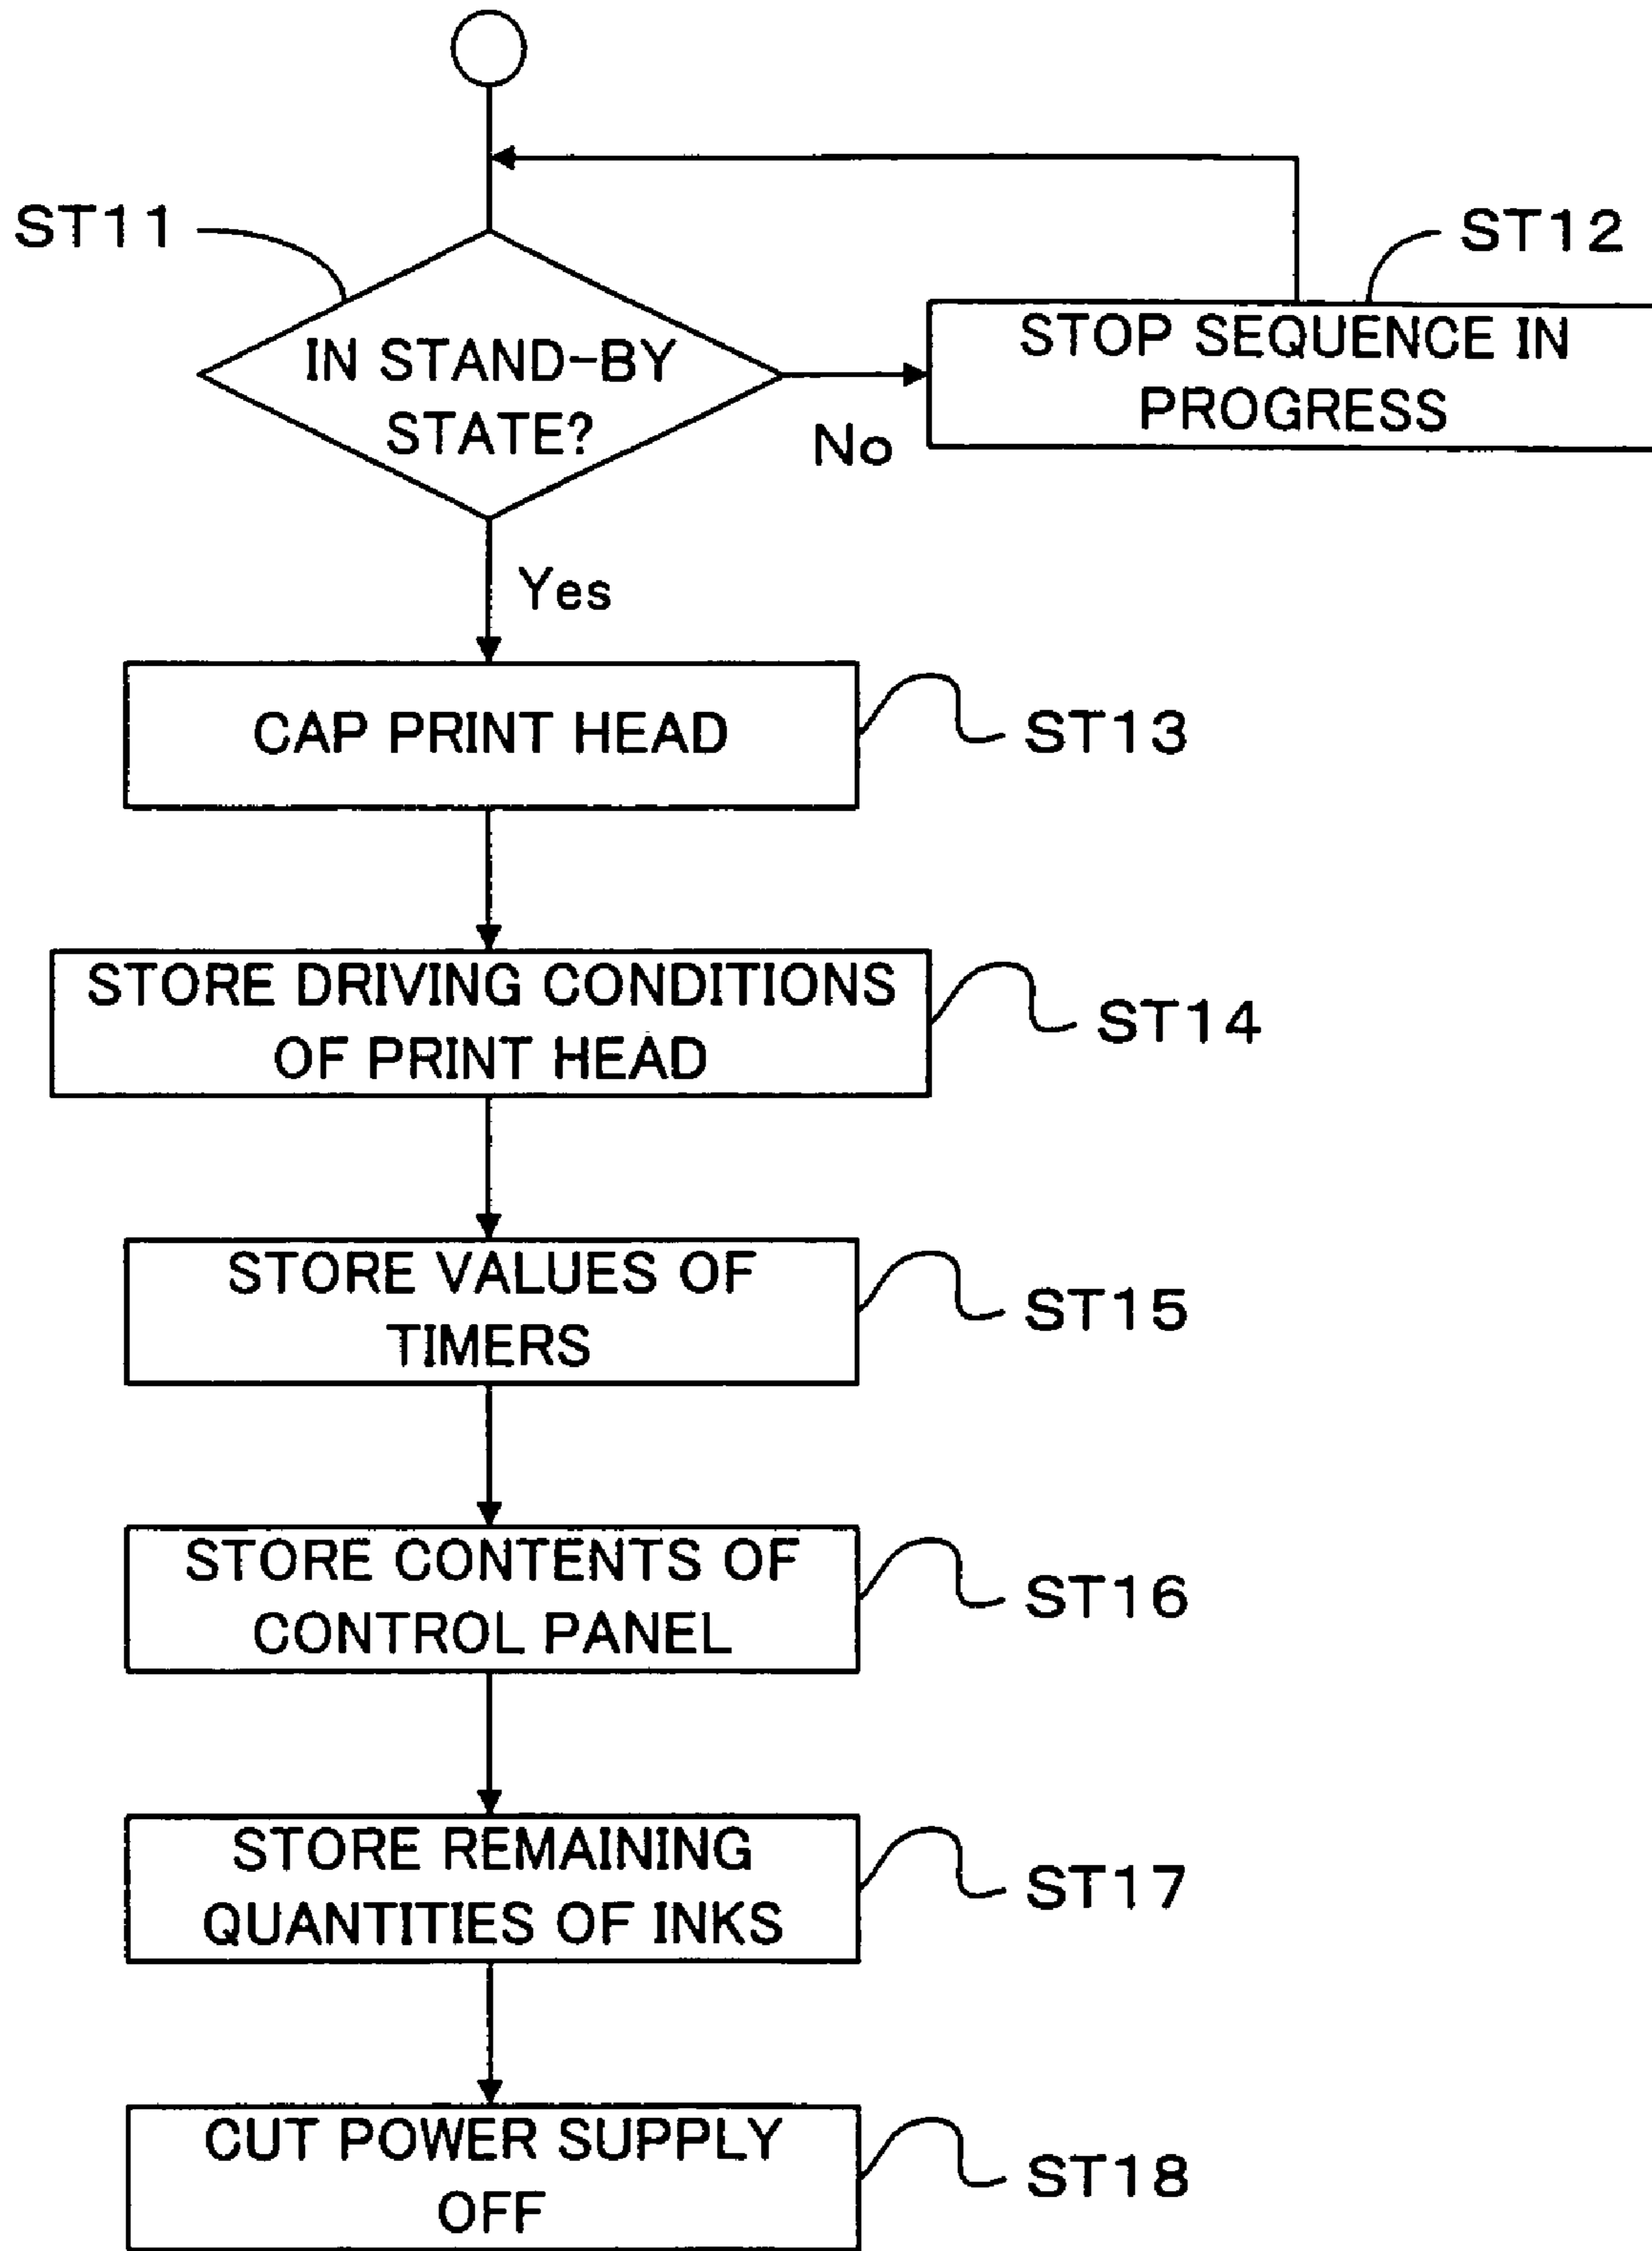 ST11
ST12
IN STAND-BY
STATE?
No
STOP SEQUENCE IN
PROGRESS
Yes
CAP PRINT HEAD
ST13
STORE DRIVING CONDITIONS
OF PRINT HEAD
ST14
STORE VALUES OF
TIMERS
ST15
STORE CONTENTS OF
CONTROL PANEL
ST16
STORE REMAINING
QUANTITIES OF INKS
ST17
CUT POWER SUPPLY
OFF
ST18